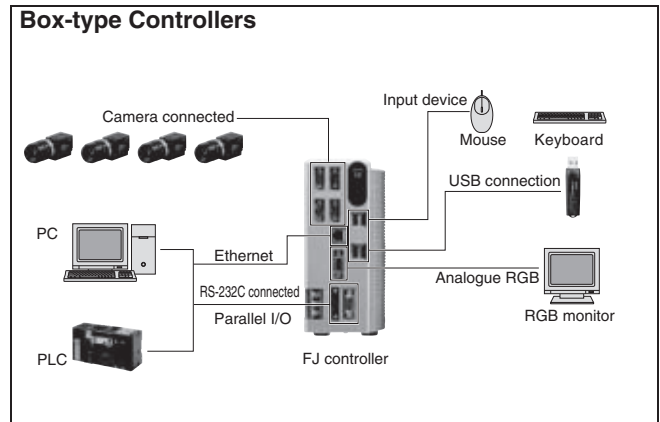 Box-type Controllers
Camera connected
Input device
Mouse
Keyboard
USB connection
PC
Ethernet
Analogue RGB
RS-232C connected
Parallel I/O
RGB monitor
PLC
FJ controller